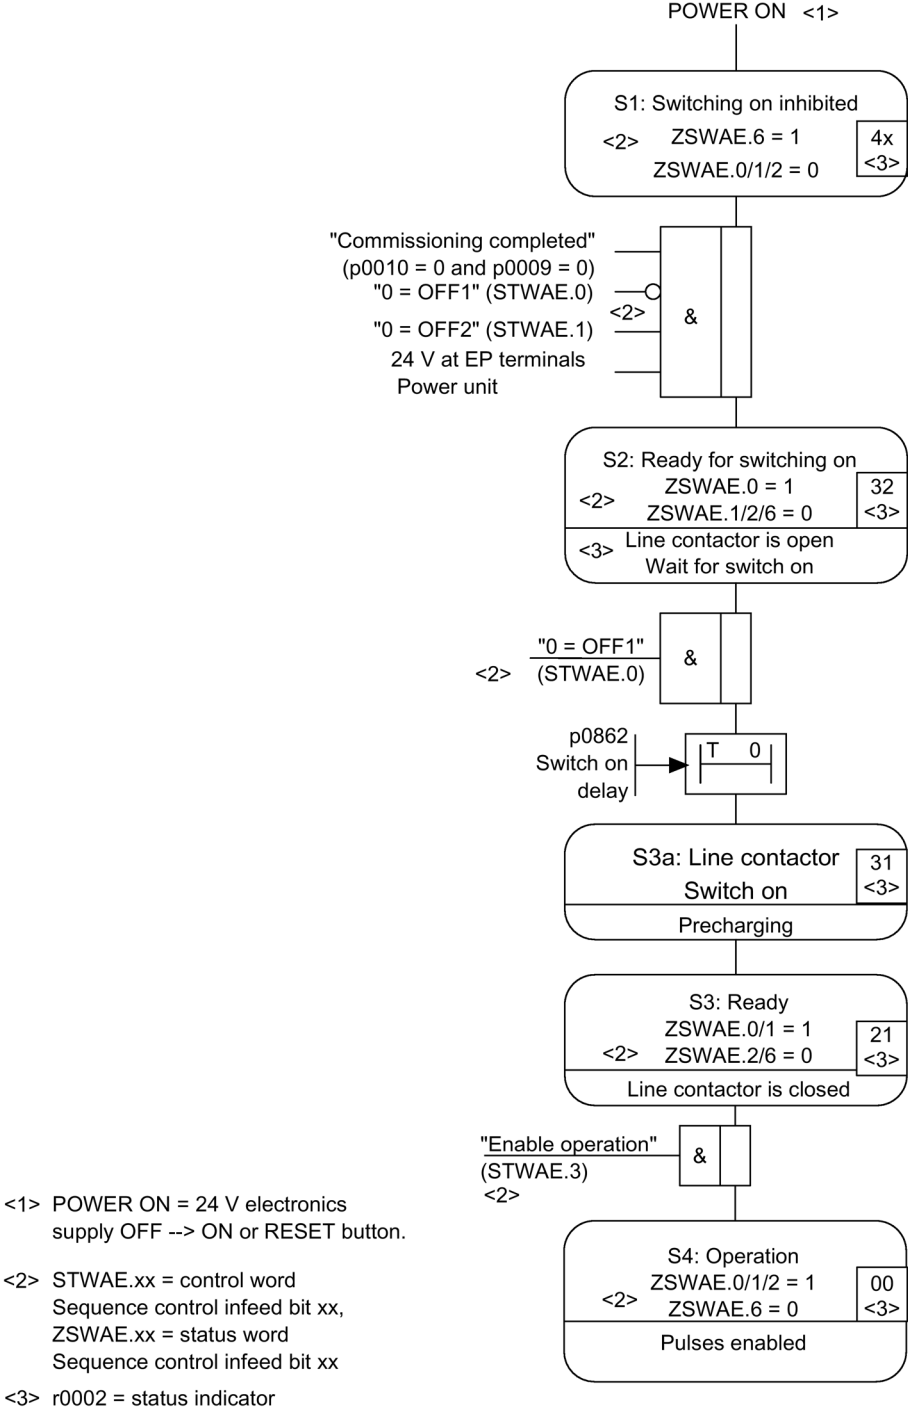 POWER ON <1>
S1: Switching on inhibited
<2> ZSWAE.6 = 1
4x
<3>
ZSWAE.0/1/2 = 0
"Commissioning completed"
(p0010 = 0 and p0009 = 0)
"0 = OFF1" (STWAE.0)
<2>
"0 = OFF2" (STWAE.1)
24 V at EP terminals
Power unit
&
S2: Ready for switching on
ZSWAE.0 = 1
<2>
ZSWAE.1/2/6 = 0
32
<3>
<3> Line contactor is open
Wait for switch on
"0 = OFF1"
<2> (STWAE.0)
&
p0862
Switch on
delay
T 0
S3a: Line contactor
Switch on
31
<3>
Precharging
S3: Ready
ZSWAE.0/1 = 1
<2> ZSWAE.2/6 = 0
21
<3>
Line contactor is closed
"Enable operation"
(STWAE.3)
<2>
&
S4: Operation
ZSWAE.0/1/2 = 1
<2>
ZSWAE.6 = 0
00
<3>
Pulses enabled
<1> POWER ON = 24 V electronics
supply OFF --> ON or RESET button.
<2> STWAE.xx = control word
Sequence control infeed bit xx,
ZSWAE.xx = status word
Sequence control infeed bit xx
<3> r0002 = status indicator